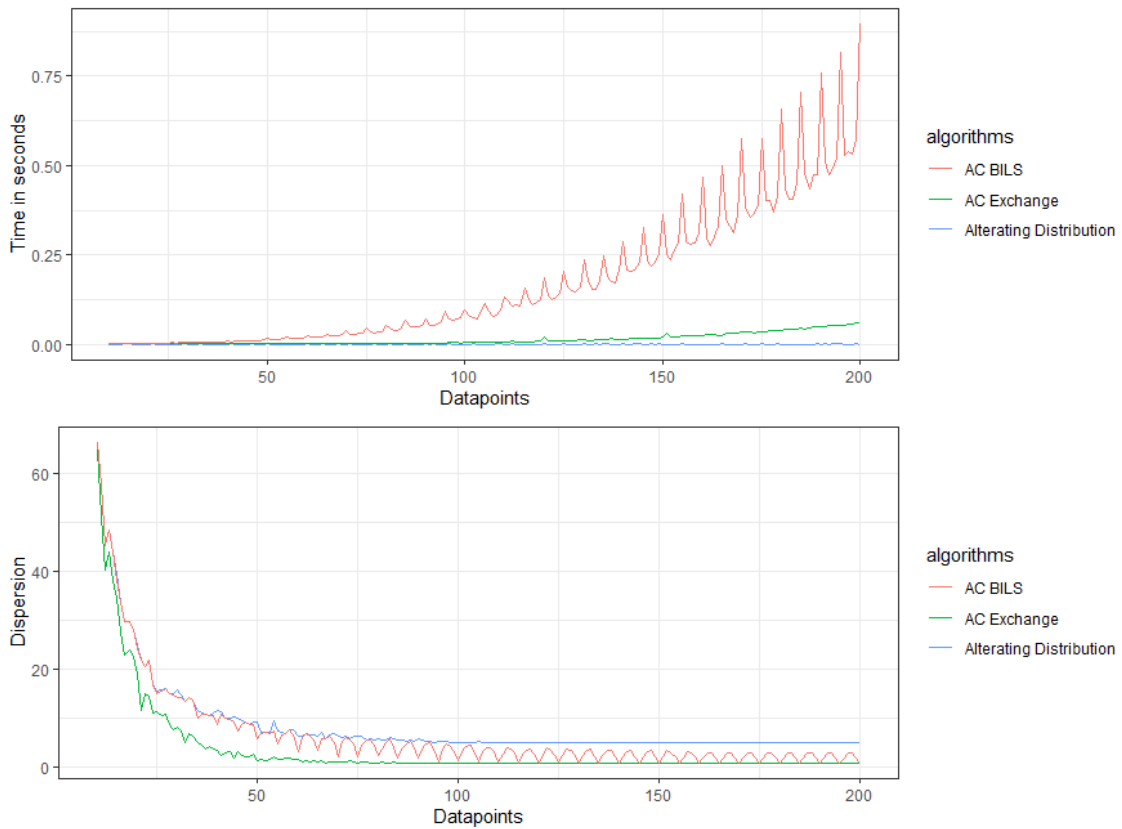 0.75
0.50
0.25
0.00
Time in seconds
50
100
150
200
Datapoints
algorithms
AC BILS
AC Exchange
Alterating Distribution
60
40
20
0
Dispersion
50
100
150
200
Datapoints
algorithms
AC BILS
AC Exchange
Alterating Distribution